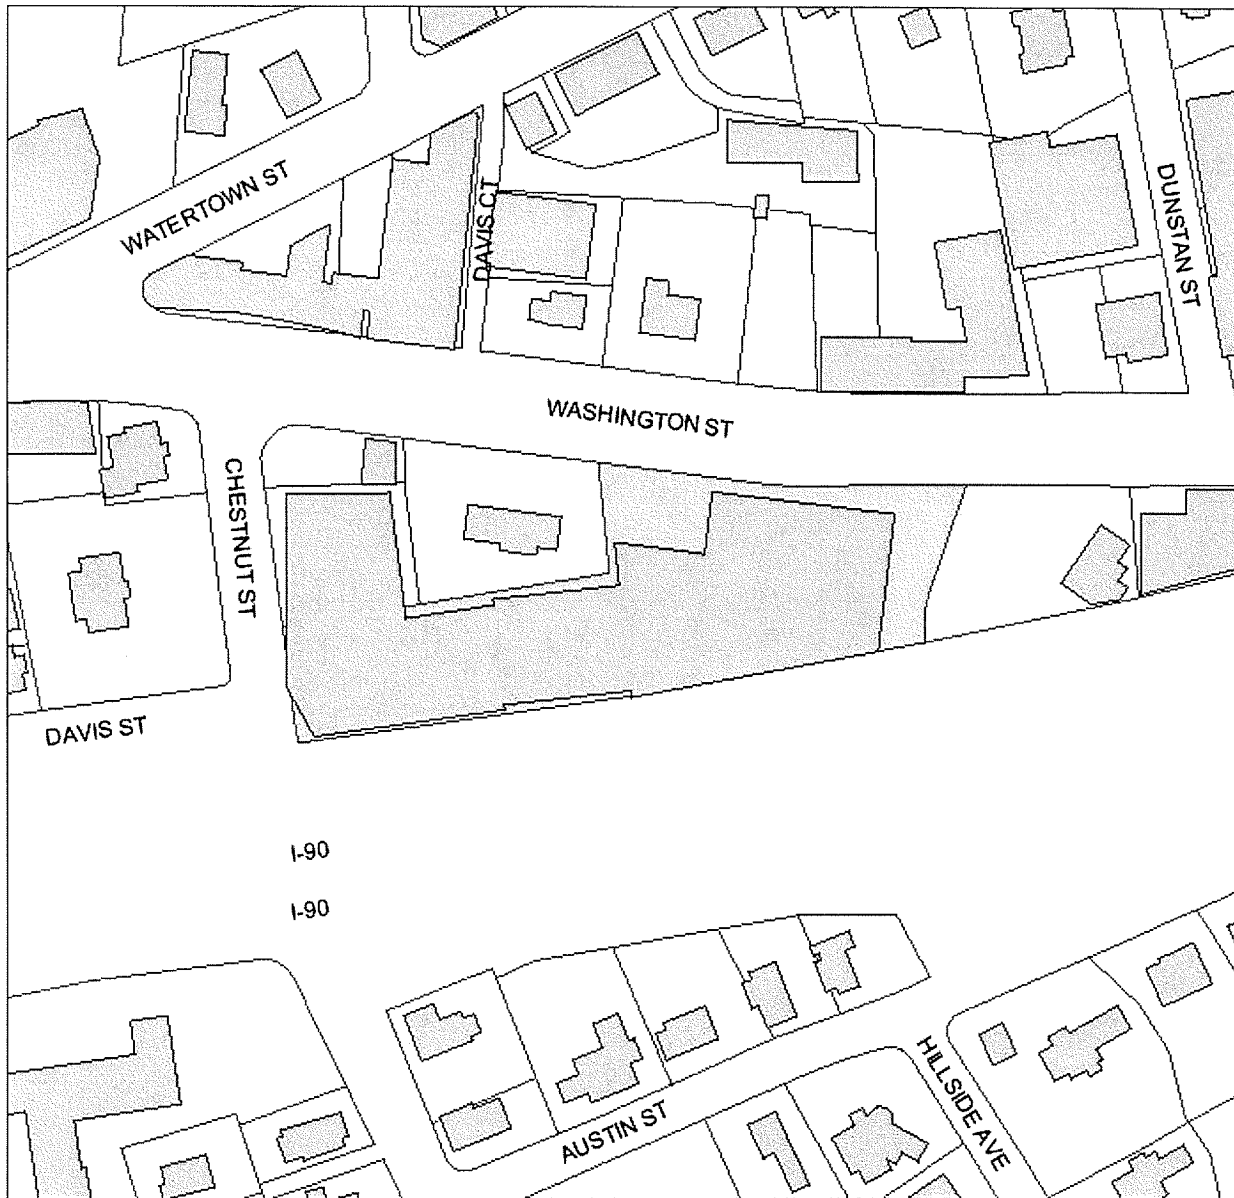 WATERTOWN ST
DAVIS CT
DUNSTAN ST
WASHINGTON ST
CHESTNUT ST
DAVIS ST
I-90
I-90
HILLSIDE AVE
AUSTIN ST